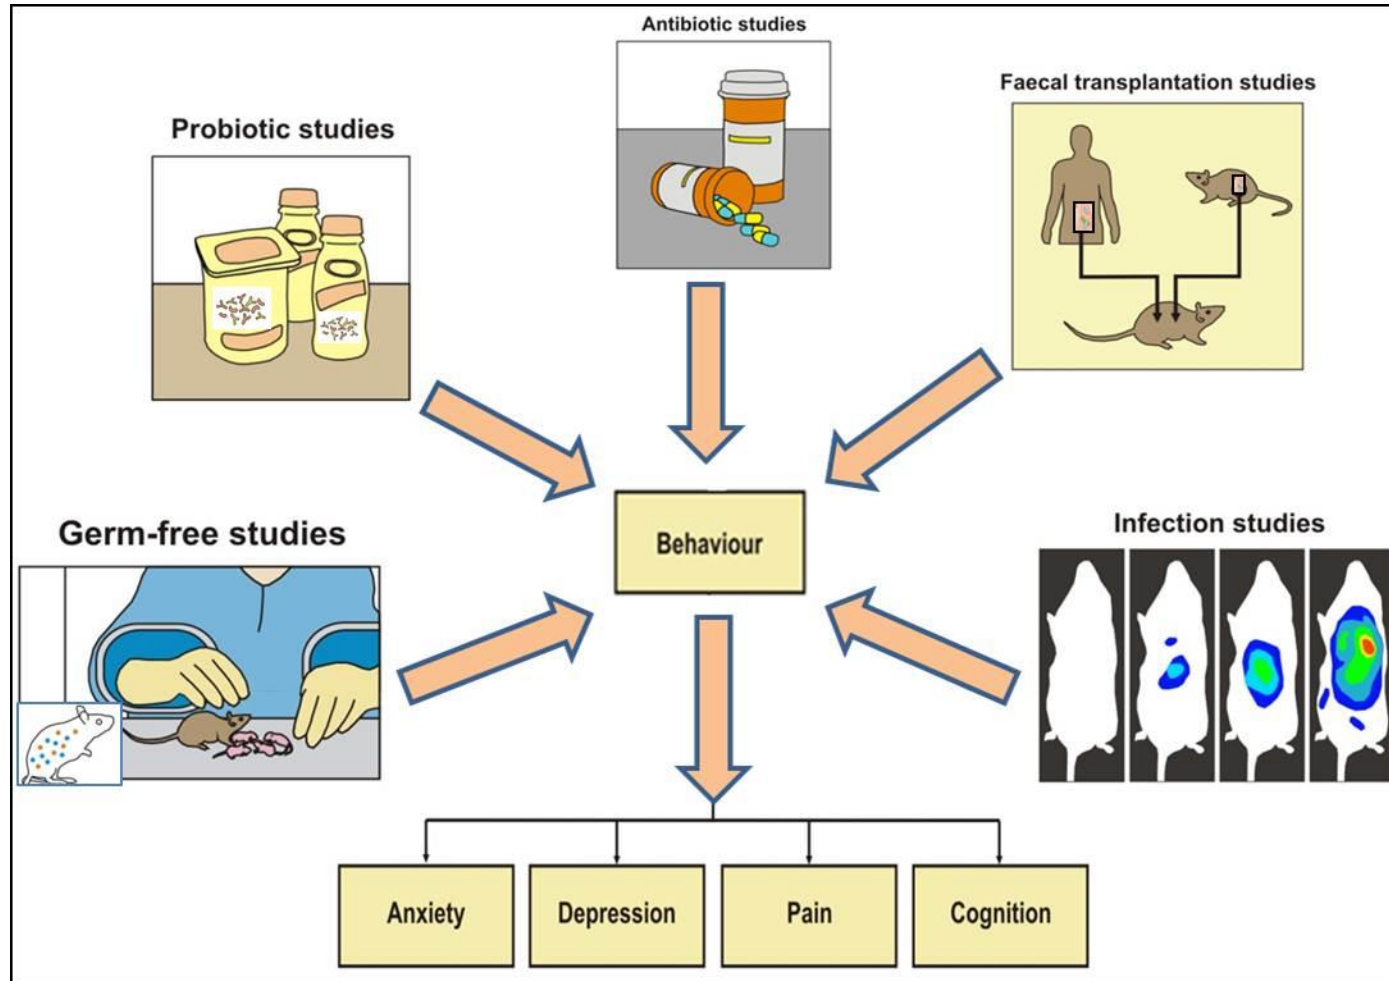 Antibiotic studies
Faecal transplantation studies
Probiotic studies
Germ-free studies
Behaviour
Infection studies
Anxiety
Depression
Pain
Cognition